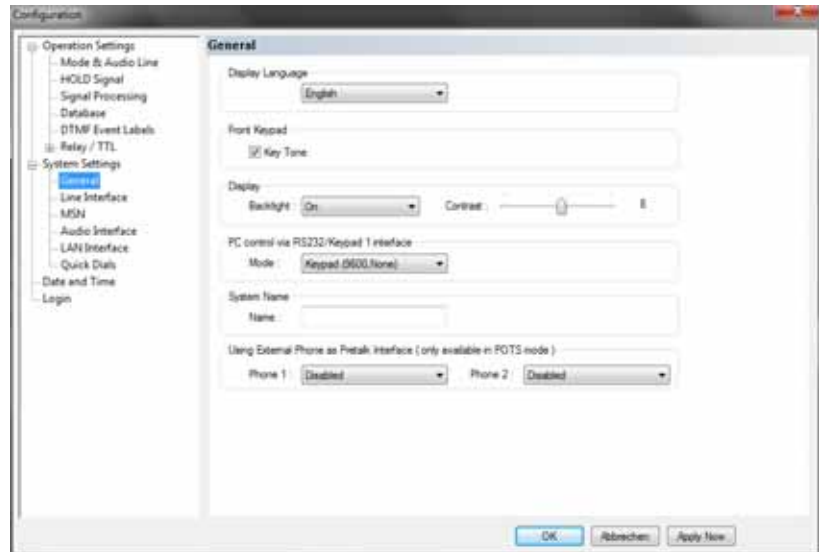 Configuration
Operation Settings
Mode & Audio Line
HOLD Signal
Signal Processing
Database
DTMF Event Labels
Relay / TTL
System Settings
General
Line Interface
MSN
Audio Interface
LAN Interface
Quick Dials
Date and Time
Login
General
Display Language
English
Front Keypad
Key Tone
Display
Backlight : On Contrast :
PC control via RS232/Keypad 1 interface
Mode : Keypad (9600,None)
System Name
Name :
Using External Phone as Pretalk Interface ( only available in POTS mode )
Phone 1 : Disabled Phone 2 : Disabled
OK Abbrechen Apply Now